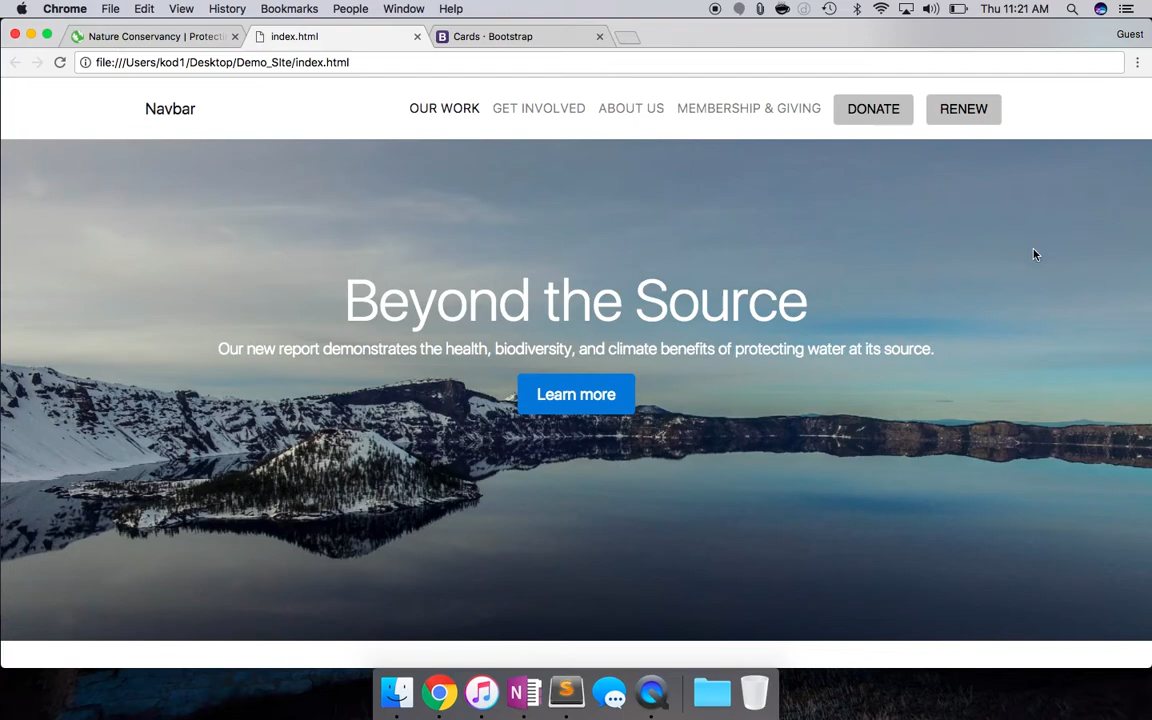 Chrome File Edit View History Bookmarks People Window Help Thu 11:21 AM
Nature Conservancy | Protecti
index.html
Cards · Bootstrap
Guest
file:///Users/kod1/Desktop/Demo_SIte/index.html
Navbar OUR WORK GET INVOLVED ABOUT US MEMBERSHIP & GIVING DONATE RENEW
Beyond the Source
Our new report demonstrates the health, biodiversity, and climate benefits of protecting water at its source.
Learn more